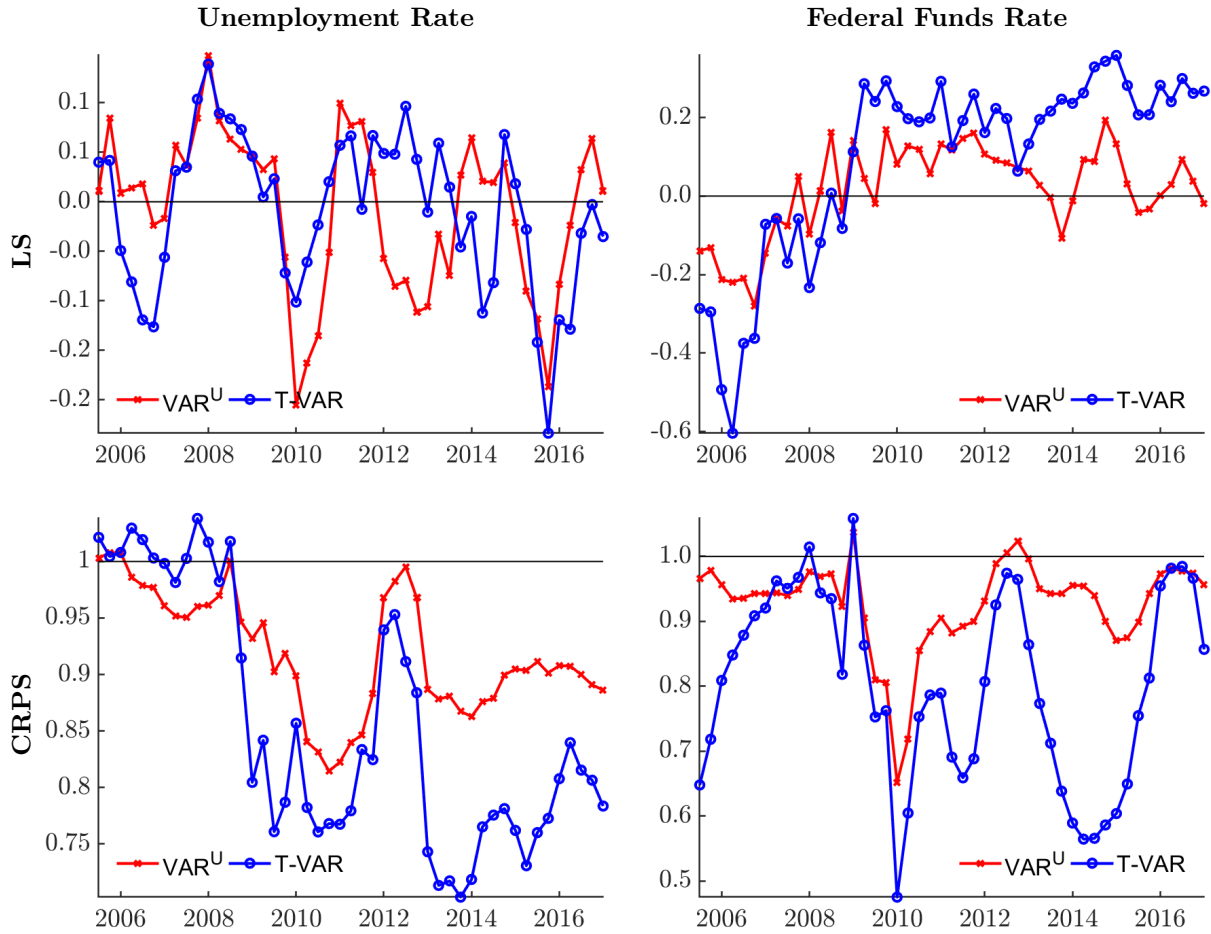 Unemployment Rate
Federal Funds Rate
LS
0.1
0.1
0.0
-0.0
-0.1
-0.2
-0.2
VAR^U T-VAR
2006 2008 2010 2012 2014 2016
0.2
0.0
-0.2
-0.4
-0.6
VAR^U T-VAR
2006 2008 2010 2012 2014 2016
CRPS
1
0.95
0.9
0.85
0.8
0.75
VAR^U T-VAR
2006 2008 2010 2012 2014 2016
1.0
0.9
0.8
0.7
0.6
0.5
VAR^U T-VAR
2006 2008 2010 2012 2014 2016